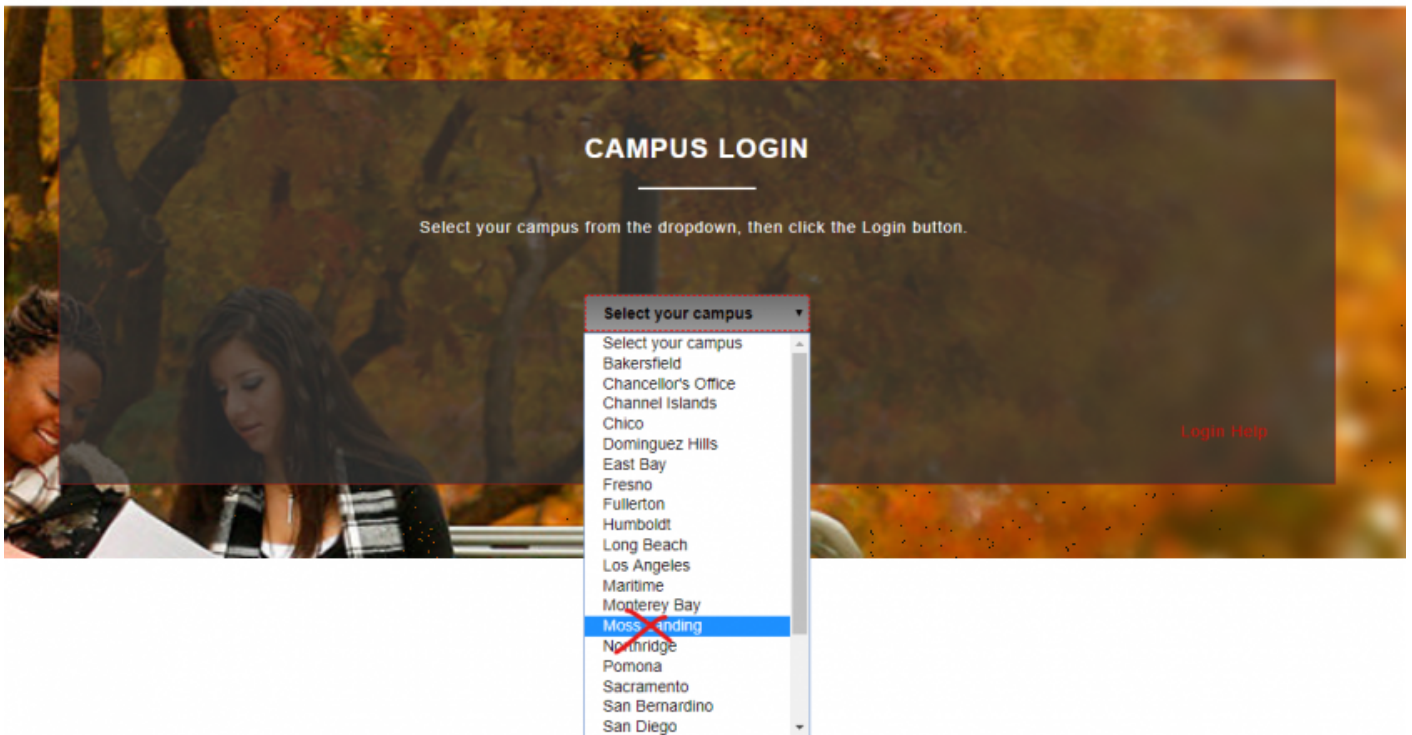 CAMPUS LOGIN
Select your campus from the dropdown, then click the Login button.
Select your campus
Select your campus
Bakersfield
Chancellor's Office
Channel Islands
Chico
Dominguez Hills
East Bay
Fresno
Fullerton
Humboldt
Long Beach
Los Angeles
Maritime
Monterey Bay
Moss Landing
Northridge
Pomona
Sacramento
San Bernardino
San Diego
Login Help